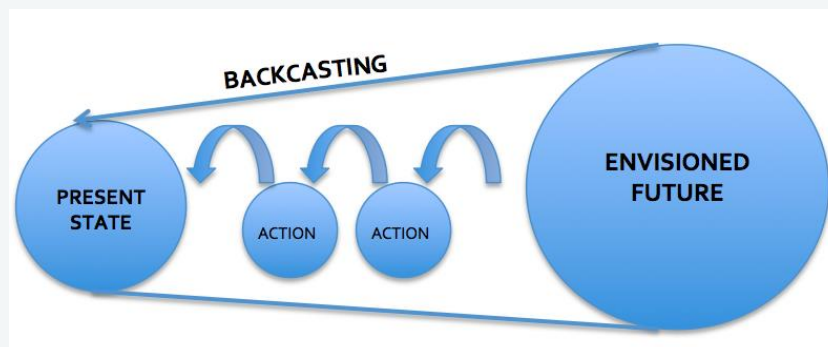 BACKCASTING
PRESENT
STATE
ACTION
ACTION
ENVISIONED
FUTURE